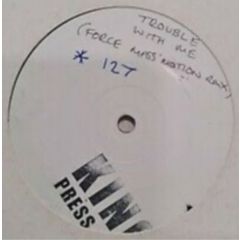 TROUBLE
WITH ME
(FORCE MASS MOTION RMX)
* 127
KING
PRESS